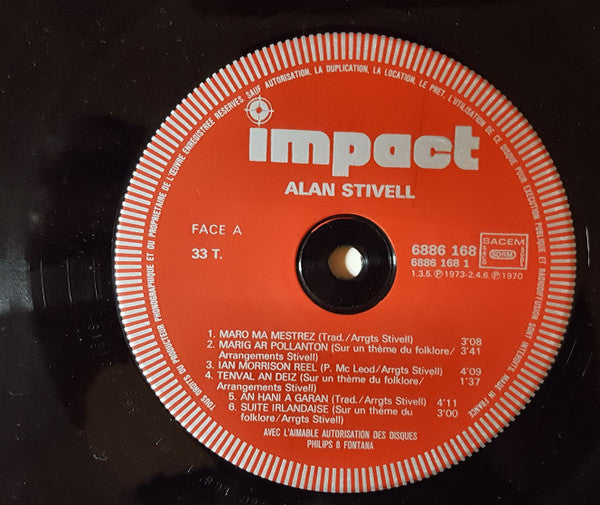 TOUS DROITS DU PRODUCTEUR PHONOGRAPHIQUE ET DU PROPRIETAIRE DE L'ŒUVRE ENREGISTREE RESERVES. SAUF AUTORISATION, LA DUPLICATION, LA LOCATION, LE PRET, L'UTILISATION DE CE DISQUE POUR EXECUTION PUBLIQUE ET RADIODIFFUSION SONT INTERDITS. MADE IN FRANCE
impact
ALAN STIVELL
FACE A
33 T.
6886 168
6886 168 1
1.3.5. Ⓟ 1973-2.4.6. Ⓟ 1970
SACEM
SACD
SDRM
SGDL
1. MARO MA MESTREZ (Trad./Arrgts Stivell) 3'08
2. MARIG AR POLLANTON (Sur un thème du folklore/ 3'41
Arrangements Stivell)
3. IAN MORRISON REEL (P. Mc Leod/Arrgts Stivell) 4'09
4. TENVAL AN DEIZ (Sur un thème du folklore/ 1'37
Arrangements Stivell)
5. AN HANI A GARAN (Trad./Arrgts Stivell) 4'11
6. SUITE IRLANDAISE (Sur un thème du 3'00
folklore/Arrgts Stivell)
AVEC L'AIMABLE AUTORISATION DES DISQUES
PHILIPS & FONTANA